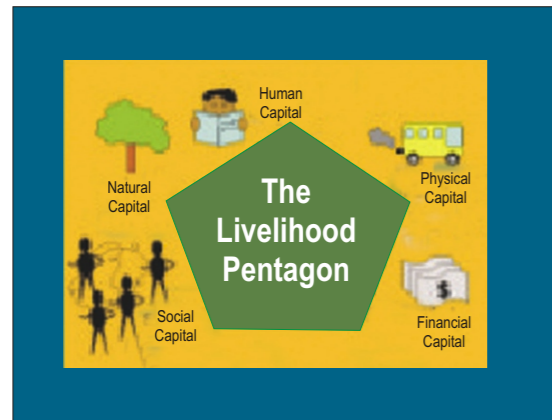 Human
Capital
Natural
Capital
Physical
Capital
The
Livelihood
Pentagon
Social
Capital
$
Financial
Capital